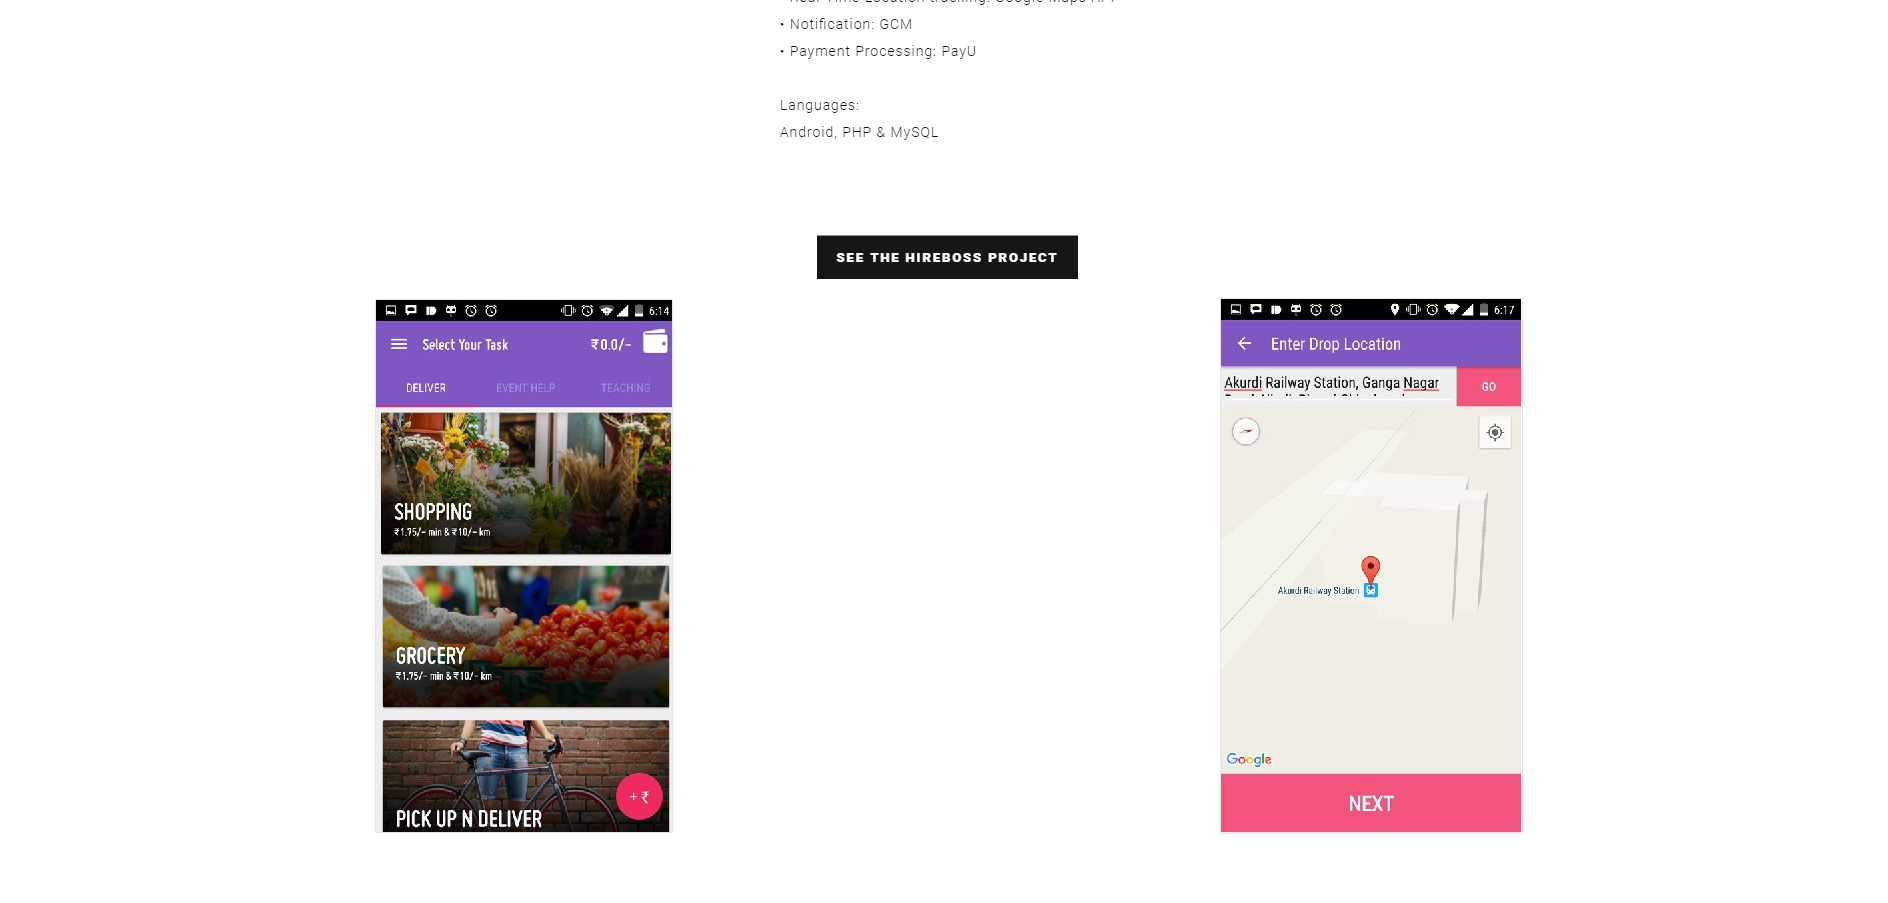 • Notification: GCM
• Payment Processing: PayU
Languages:
Android, PHP & MySQL
SEE THE HIREBOSS PROJECT
6:14
Select Your Task
₹0.0/-
DELIVER
EVENT HELP
TEACHING
SHOPPING
₹1.75/- min & ₹10/- km
GROCERY
₹1.75/- min & ₹10/- km
PICK UP N DELIVER
+ ₹
6:17
Enter Drop Location
Akurdi Railway Station, Ganga Nagar
GO
Akurdi Railway Station
Google
NEXT